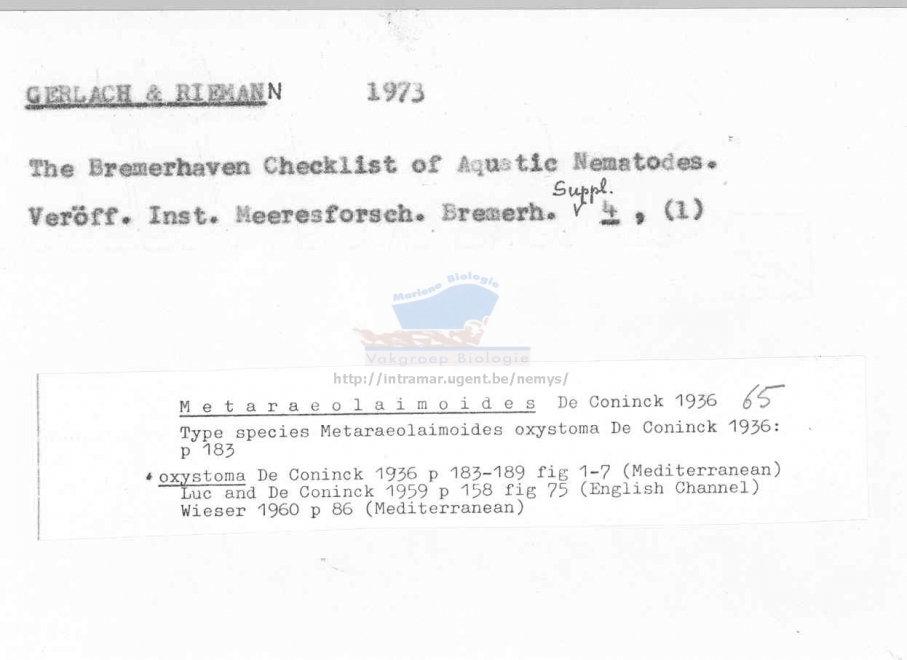 GERLACH & RIEMANN 1973
The Bremerhaven Checklist of Aquatic Nematodes.
Suppl.
Veröff. Inst. Meeresforsch. Bremerh. V 4 , (1)
Mariene Biologie
Vakgroep Biologie
http://intramar.ugent.be/nemys/
M e t a r a e o l a i m o i d e s De Coninck 1936 65
Type species Metaraeolaimoides oxystoma De Coninck 1936:
p 183
oxystoma De Coninck 1936 p 183-189 fig 1-7 (Mediterranean)
Luc and De Coninck 1959 p 158 fig 75 (English Channel)
Wieser 1960 p 86 (Mediterranean)